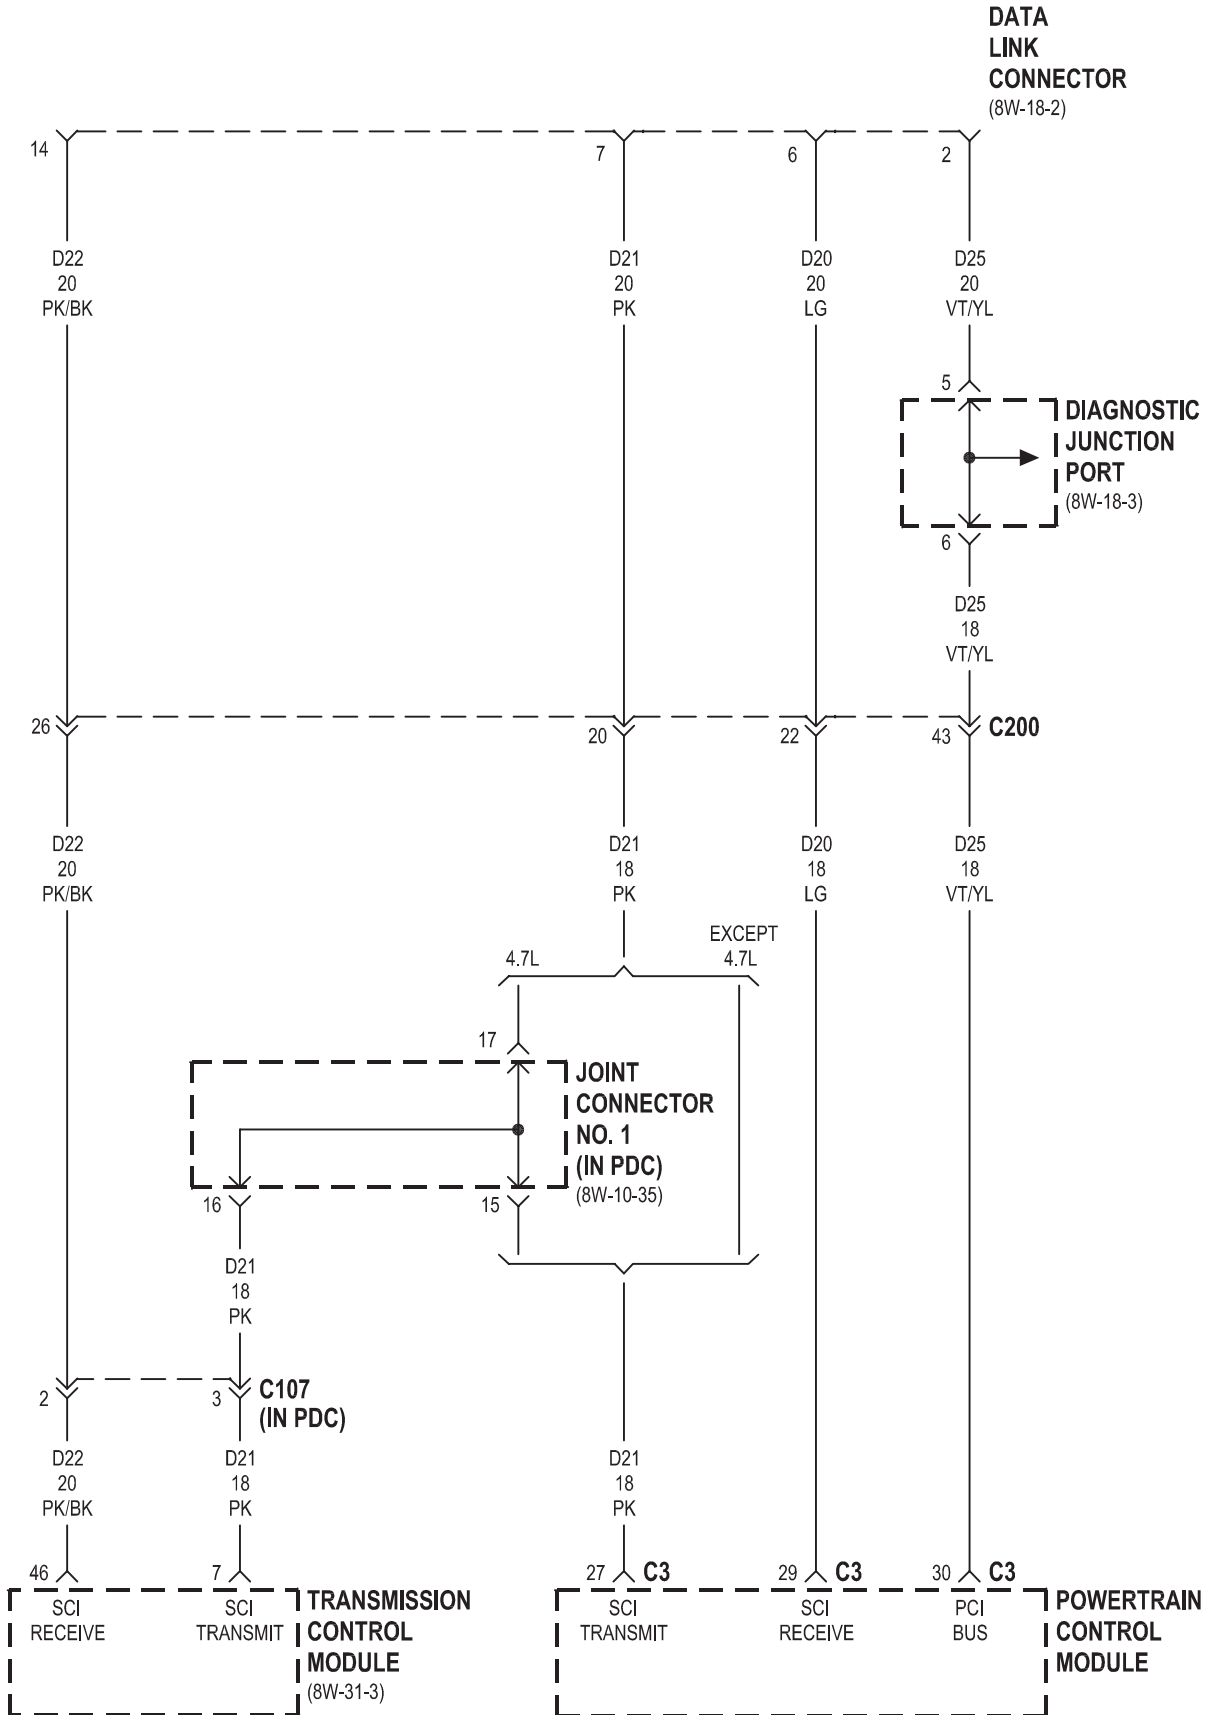 DATA
LINK
CONNECTOR
(8W-18-2)
14
7
6
2
D22
20
PK/BK
D21
20
PK
D20
20
LG
D25
20
VT/YL
5
DIAGNOSTIC
JUNCTION
PORT
(8W-18-3)
6
D25
18
VT/YL
26
20
22
43
C200
D22
20
PK/BK
D21
18
PK
D20
18
LG
D25
18
VT/YL
4.7L
EXCEPT
4.7L
17
JOINT
CONNECTOR
NO. 1
(IN PDC)
(8W-10-35)
16
15
D21
18
PK
2
3
C107
(IN PDC)
D22
20
PK/BK
D21
18
PK
D21
18
PK
46
7
27
C3
29
C3
30
C3
SCI
RECEIVE
SCI
TRANSMIT
TRANSMISSION
CONTROL
MODULE
(8W-31-3)
SCI
TRANSMIT
SCI
RECEIVE
PCI
BUS
POWERTRAIN
CONTROL
MODULE